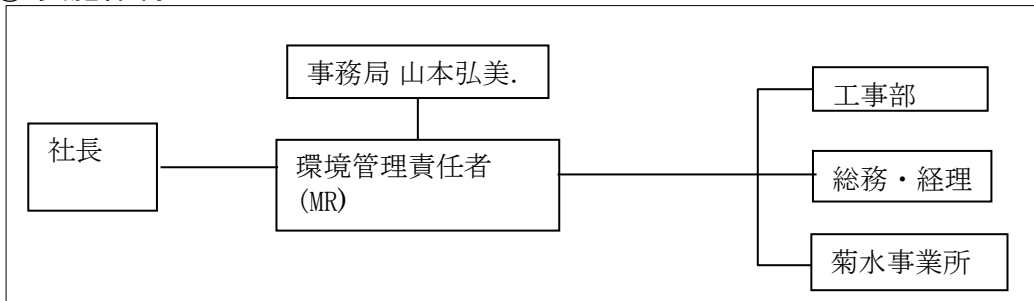 事務局 山本弘美.
社長
環境管理責任者
(MR)
工事部
総務・経理
菊水事業所